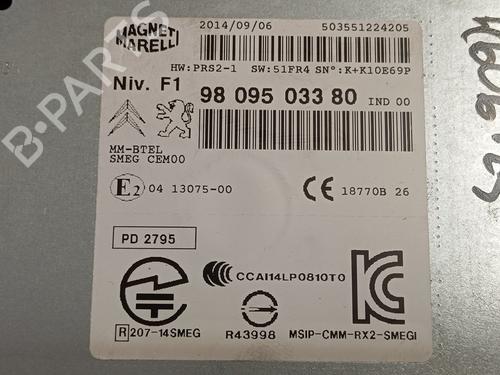 MAGNETI MARELLI
2014/09/06 503551224205
HW:PRS2-1 SW:51FR4 SN°:K+K10E69P
Niv. F1
98 095 033 80 IND 00
MM-BTEL
SMEG CEM00
E2 04 13075-00
CE 18770B 26
PD 2795
CCAI14LP0810T0
R 207-14SMEG
R43998
MSIP-CMM-RX2-SMEGI
B-PARTS